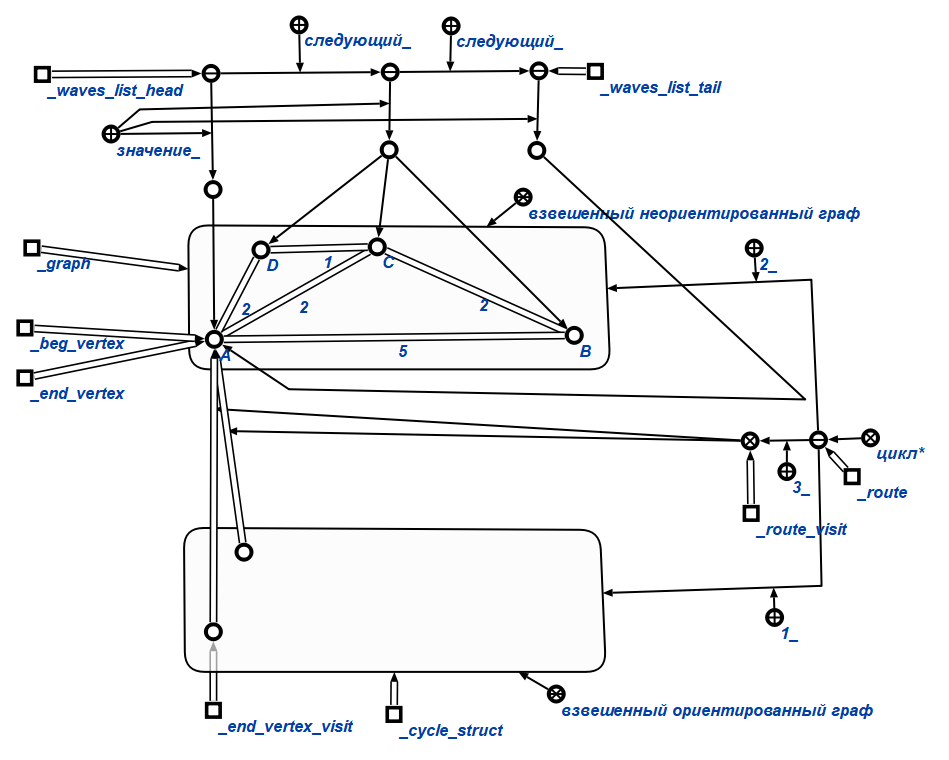 следующий_
следующий_
_waves_list_head
_waves_list_tail
значение_
взвешенный неориентированный граф
_graph
2_
D
1
C
2
2
2
_beg_vertex
A
5
B
_end_vertex
цикл*
3_
_route
_route_visit
1_
_end_vertex_visit
_cycle_struct
взвешенный ориентированный граф